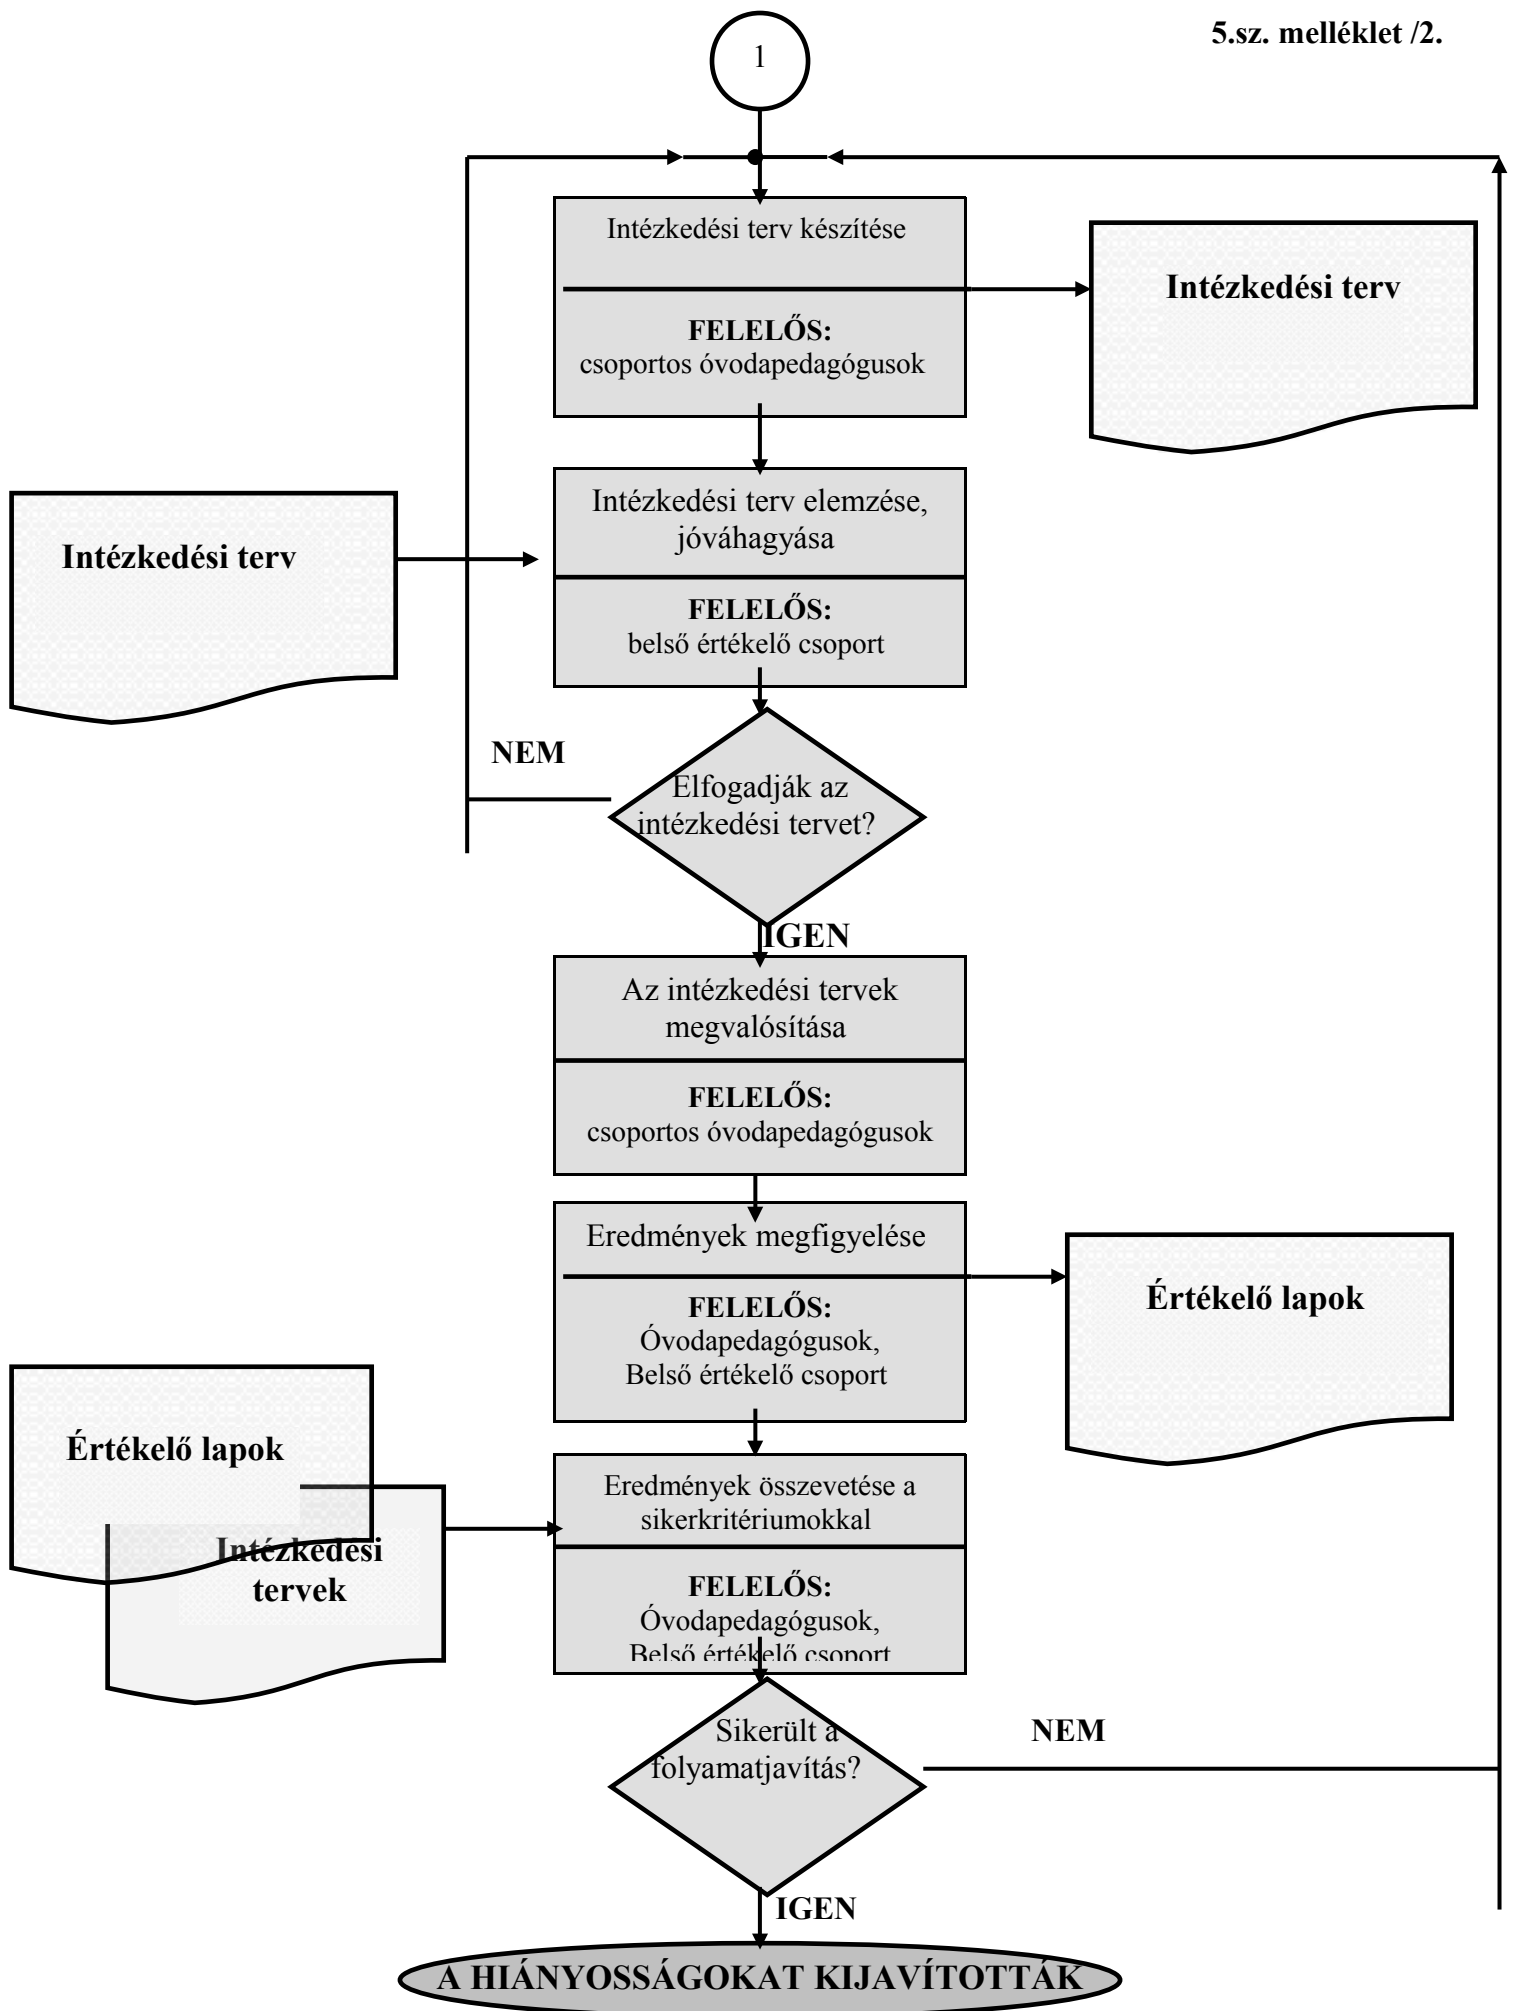 5.sz. melléklet /2.
1
Intézkedési terv készítése
FELELŐS:
csoportos óvodapedagógusok
Intézkedési terv
Intézkedési terv elemzése,
jóváhagyása
FELELŐS:
belső értékelő csoport
Intézkedési terv
NEM
Elfogadják az
intézkedési tervet?
IGEN
Az intézkedési tervek
megvalósítása
FELELŐS:
csoportos óvodapedagógusok
Eredmények megfigyelése
FELELŐS:
Óvodapedagógusok,
Belső értékelő csoport
Értékelő lapok
Értékelő lapok
Intézkedési
tervek
Eredmények összevetése a
sikerkritériumokkal
FELELŐS:
Óvodapedagógusok,
Belső értékelő csoport
Sikerült a
folyamatjavítás?
NEM
IGEN
A HIÁNYOSSÁGOKAT KIJAVÍTOTTÁK